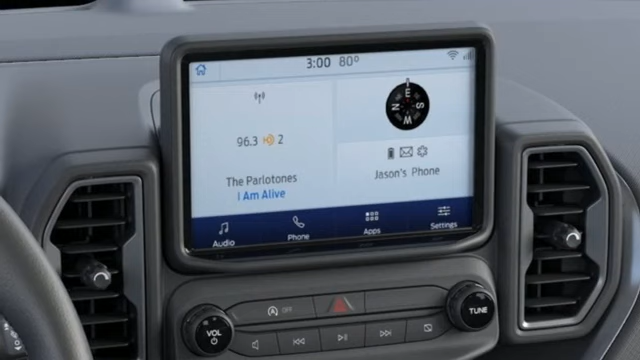 3:00 80°
96.3 2
E
N S
W
The Parlotones
I Am Alive
Jason's Phone
Audio Phone Apps Settings
OFF
VOL
TUNE